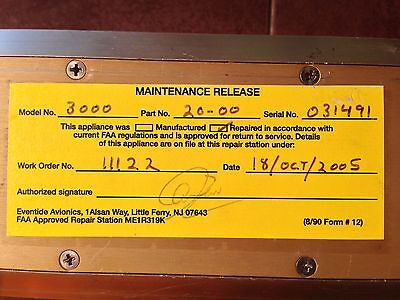 MAINTENANCE RELEASE
Model No. 3000 Part No. 20-00 Serial No. 031491
This appliance was Manufactured Repaired in accordance with
current FAA regulations and is approved for return to service. Details
of this appliance are on file at this repair station under:
Work Order No. 11122 Date 18/OCT/2005
Authorized signature
Eventide Avionics, 1Alsan Way, Little Ferry, NJ 07643
FAA Approved Repair Station ME1R319K (8/90 Form # 12)